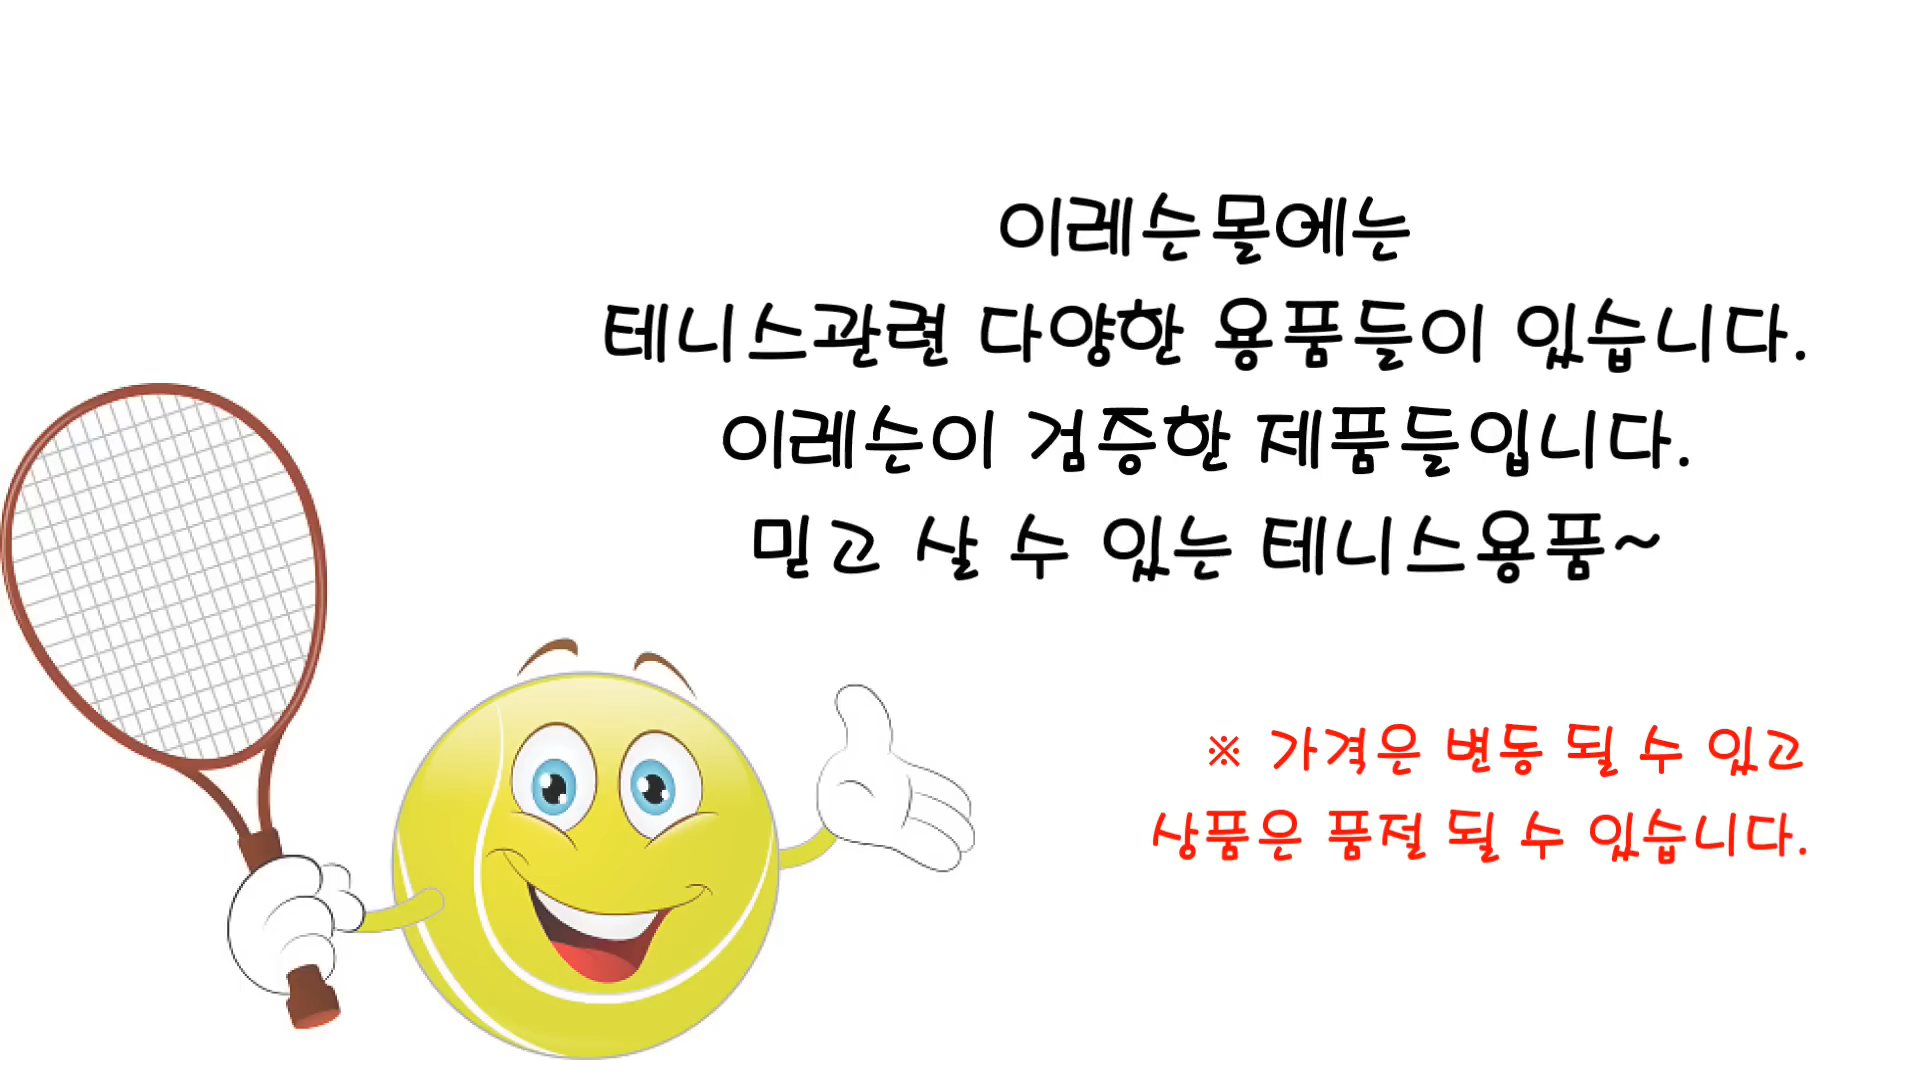 이레슨몰에는
테니스관련 다양한 용품들이 있습니다.
이레슨이 검증한 제품들입니다.
믿고 살 수 있는 테니스용품~
※ 가격은 변동 될 수 있고
상품은 품절 될 수 있습니다.